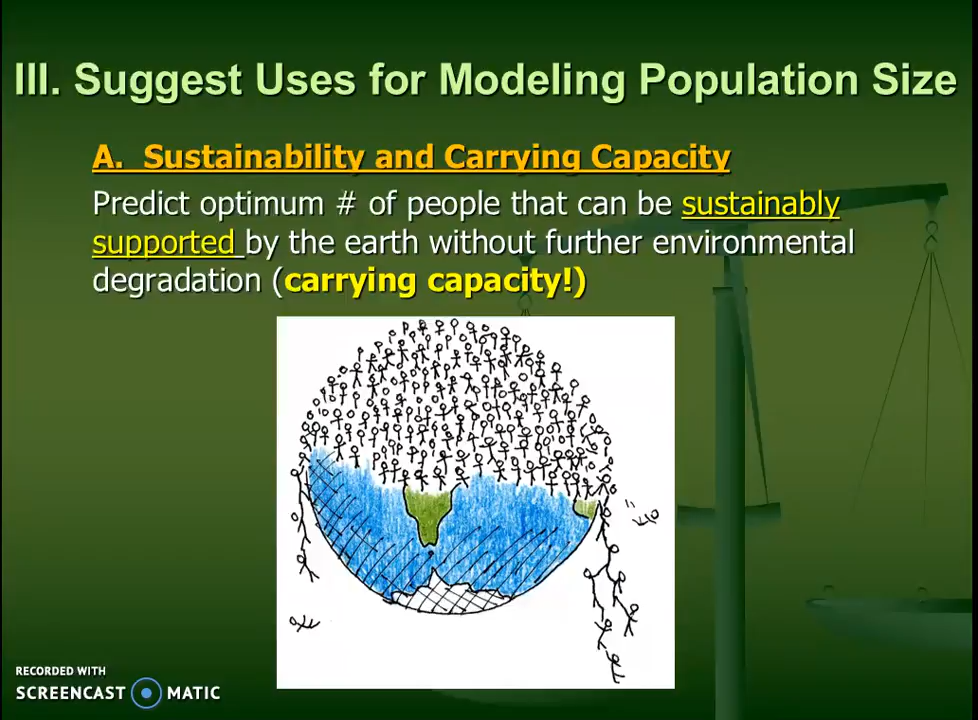 III. Suggest Uses for Modeling Population Size
A. Sustainability and Carrying Capacity
Predict optimum # of people that can be sustainably
supported by the earth without further environmental
degradation (carrying capacity!)
RECORDED WITH
SCREENCAST MATIC